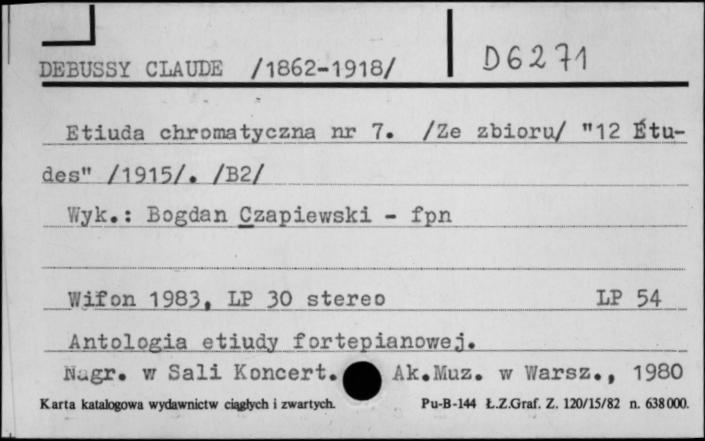 DEBUSSY CLAUDE /1862-1918/ D6271
Etiuda chromatyczna nr 7. /Ze zbioru/ "12 Étu-
des" /1915/. /B2/
Wyk.: Bogdan Czapiewski - fpn
Wifon 1983, LP 30 stereo LP 54
Antologia etiudy fortepianowej.
Nagr. w Sali Koncert. Ak.Muz. w Warsz., 1980
Karta katalogowa wydawnictw ciągłych i zwartych. Pu-B-144 Ł.Z.Graf. Z. 120/15/82 n. 638000.